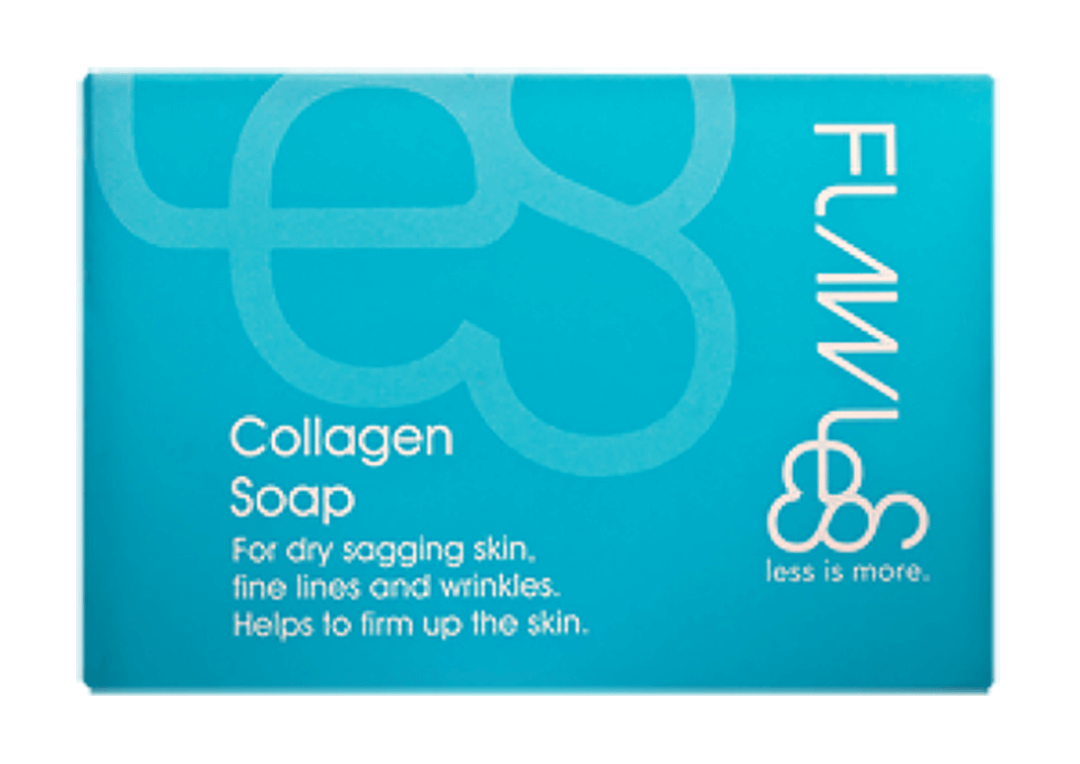 FLAWLESS
less is more.
Collagen
Soap
For dry sagging skin,
fine lines and wrinkles.
Helps to firm up the skin.